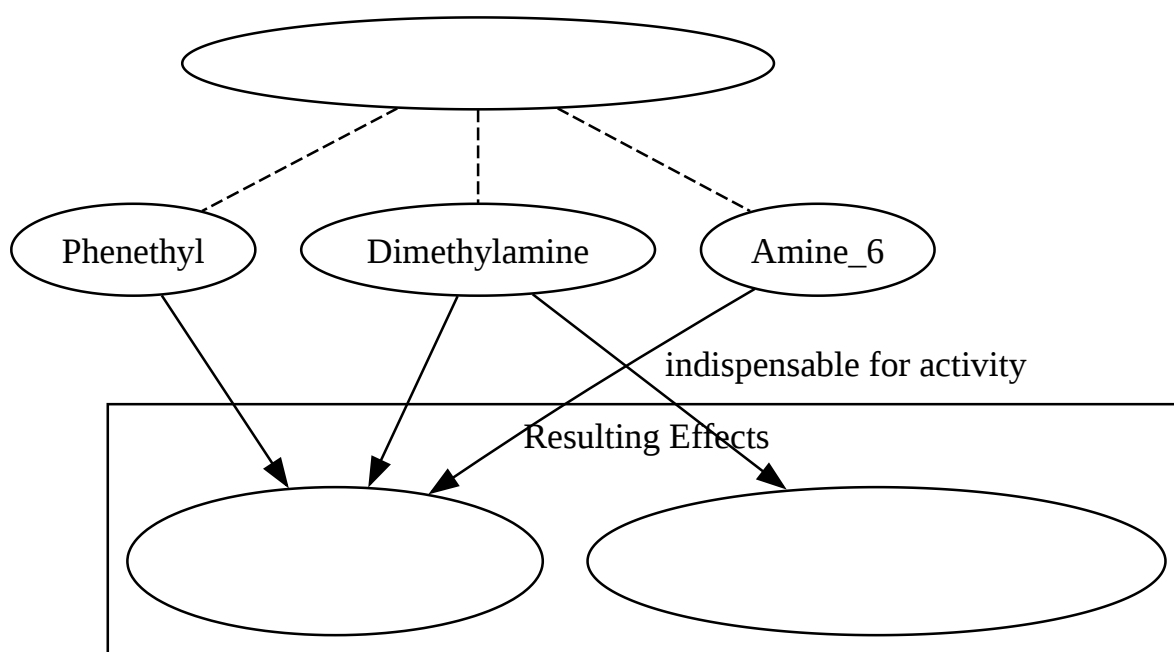 Phenethyl
Dimethylamine
Amine_6
indispensable for activity
Resulting Effects